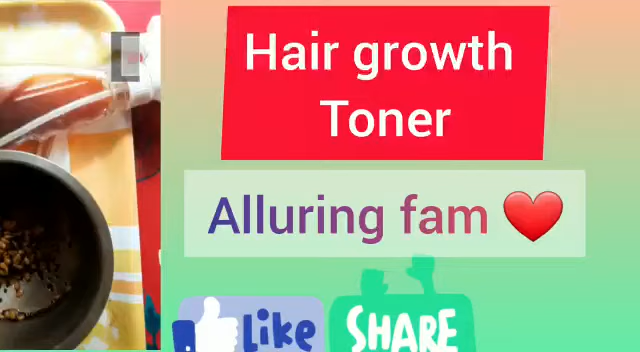 Hair growth
Toner
Alluring fam ❤️
Like
SHARE